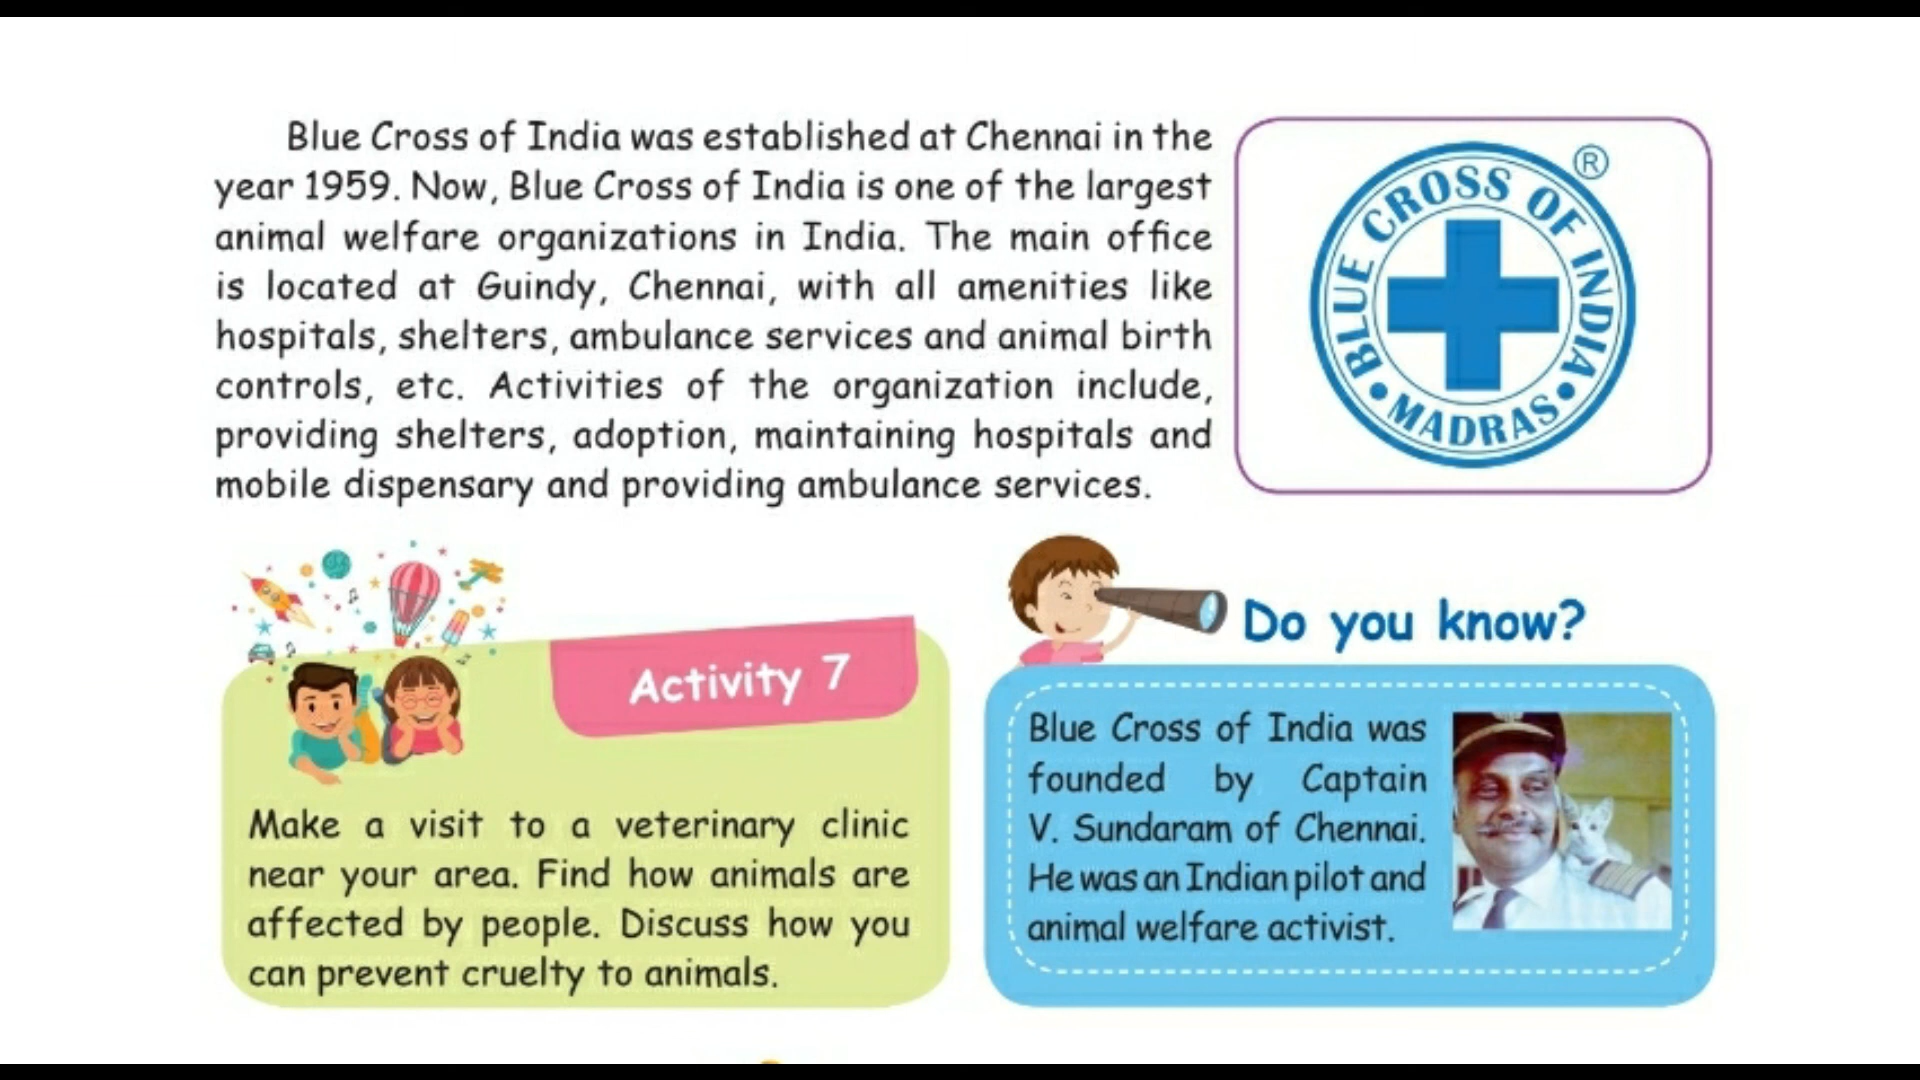 Blue Cross of India was established at Chennai in the
year 1959. Now, Blue Cross of India is one of the largest
animal welfare organizations in India. The main office
is located at Guindy, Chennai, with all amenities like
hospitals, shelters, ambulance services and animal birth
controls, etc. Activities of the organization include,
providing shelters, adoption, maintaining hospitals and
mobile dispensary and providing ambulance services.
®
BLUE CROSS OF INDIA
• MADRAS •
Activity 7
Make a visit to a veterinary clinic
near your area. Find how animals are
affected by people. Discuss how you
can prevent cruelty to animals.
Do you know?
Blue Cross of India was
founded by Captain
V. Sundaram of Chennai.
He was an Indian pilot and
animal welfare activist.